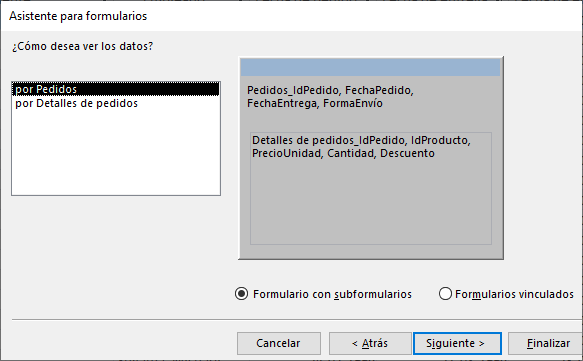 Asistente para formularios
¿Cómo desea ver los datos?
por Pedidos
por Detalles de pedidos
Pedidos_IdPedido, FechaPedido,
FechaEntrega, FormaEnvío
Detalles de pedidos_IdPedido, IdProducto,
PrecioUnidad, Cantidad, Descuento
Formulario con subformularios
Formularios vinculados
Cancelar
< Atrás
Siguiente >
Finalizar